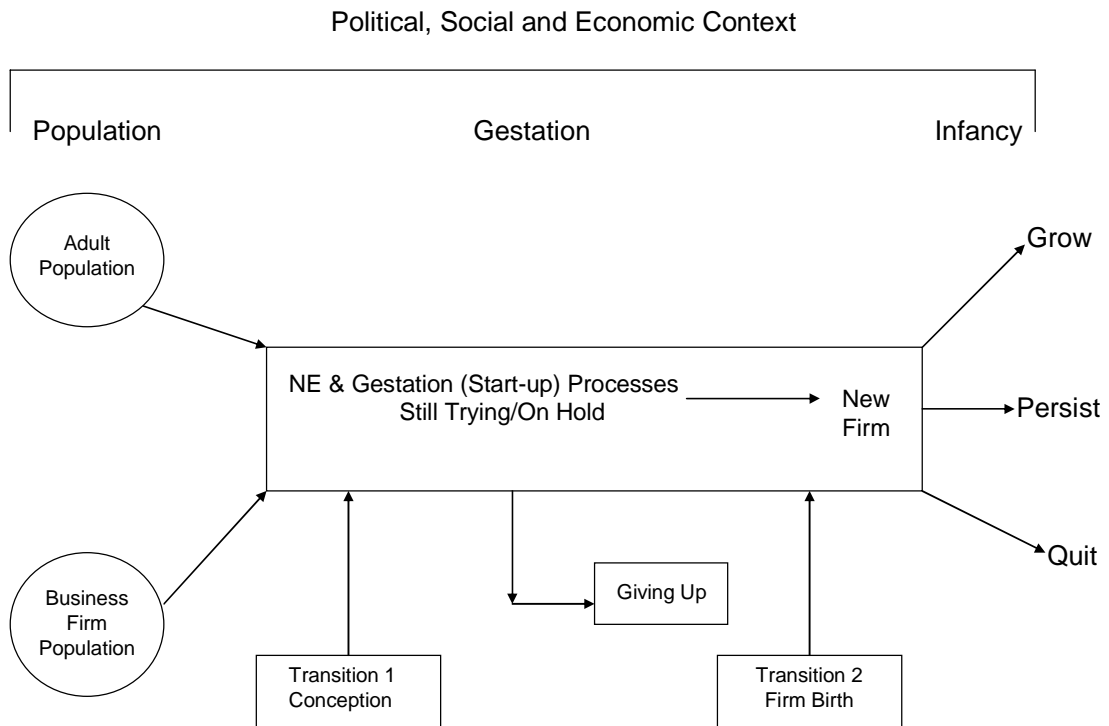 Political, Social and Economic Context
Population
Gestation
Infancy
Adult
Population
Grow
NE & Gestation (Start-up) Processes
Still Trying/On Hold
New
Firm
Persist
Quit
Business
Firm
Population
Giving Up
Transition 1
Conception
Transition 2
Firm Birth